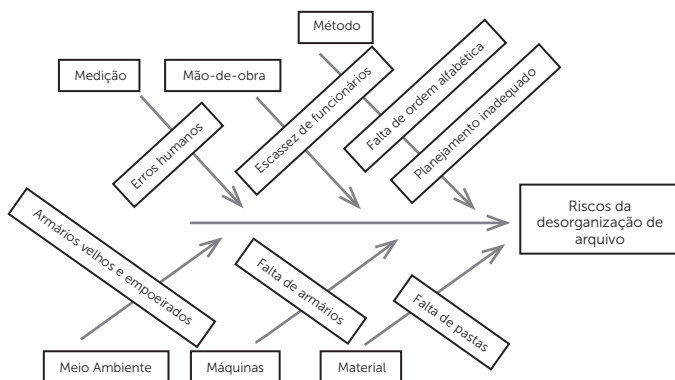 Método
Medição
Mão-de-obra
Erros humanos
Escassez de funcionários
Falta de ordem alfabética
Planejamento inadequado
Riscos da
desorganização de
arquivo
Armários velhos e empoeirados
Falta de armários
Falta de pastas
Meio Ambiente
Máquinas
Material